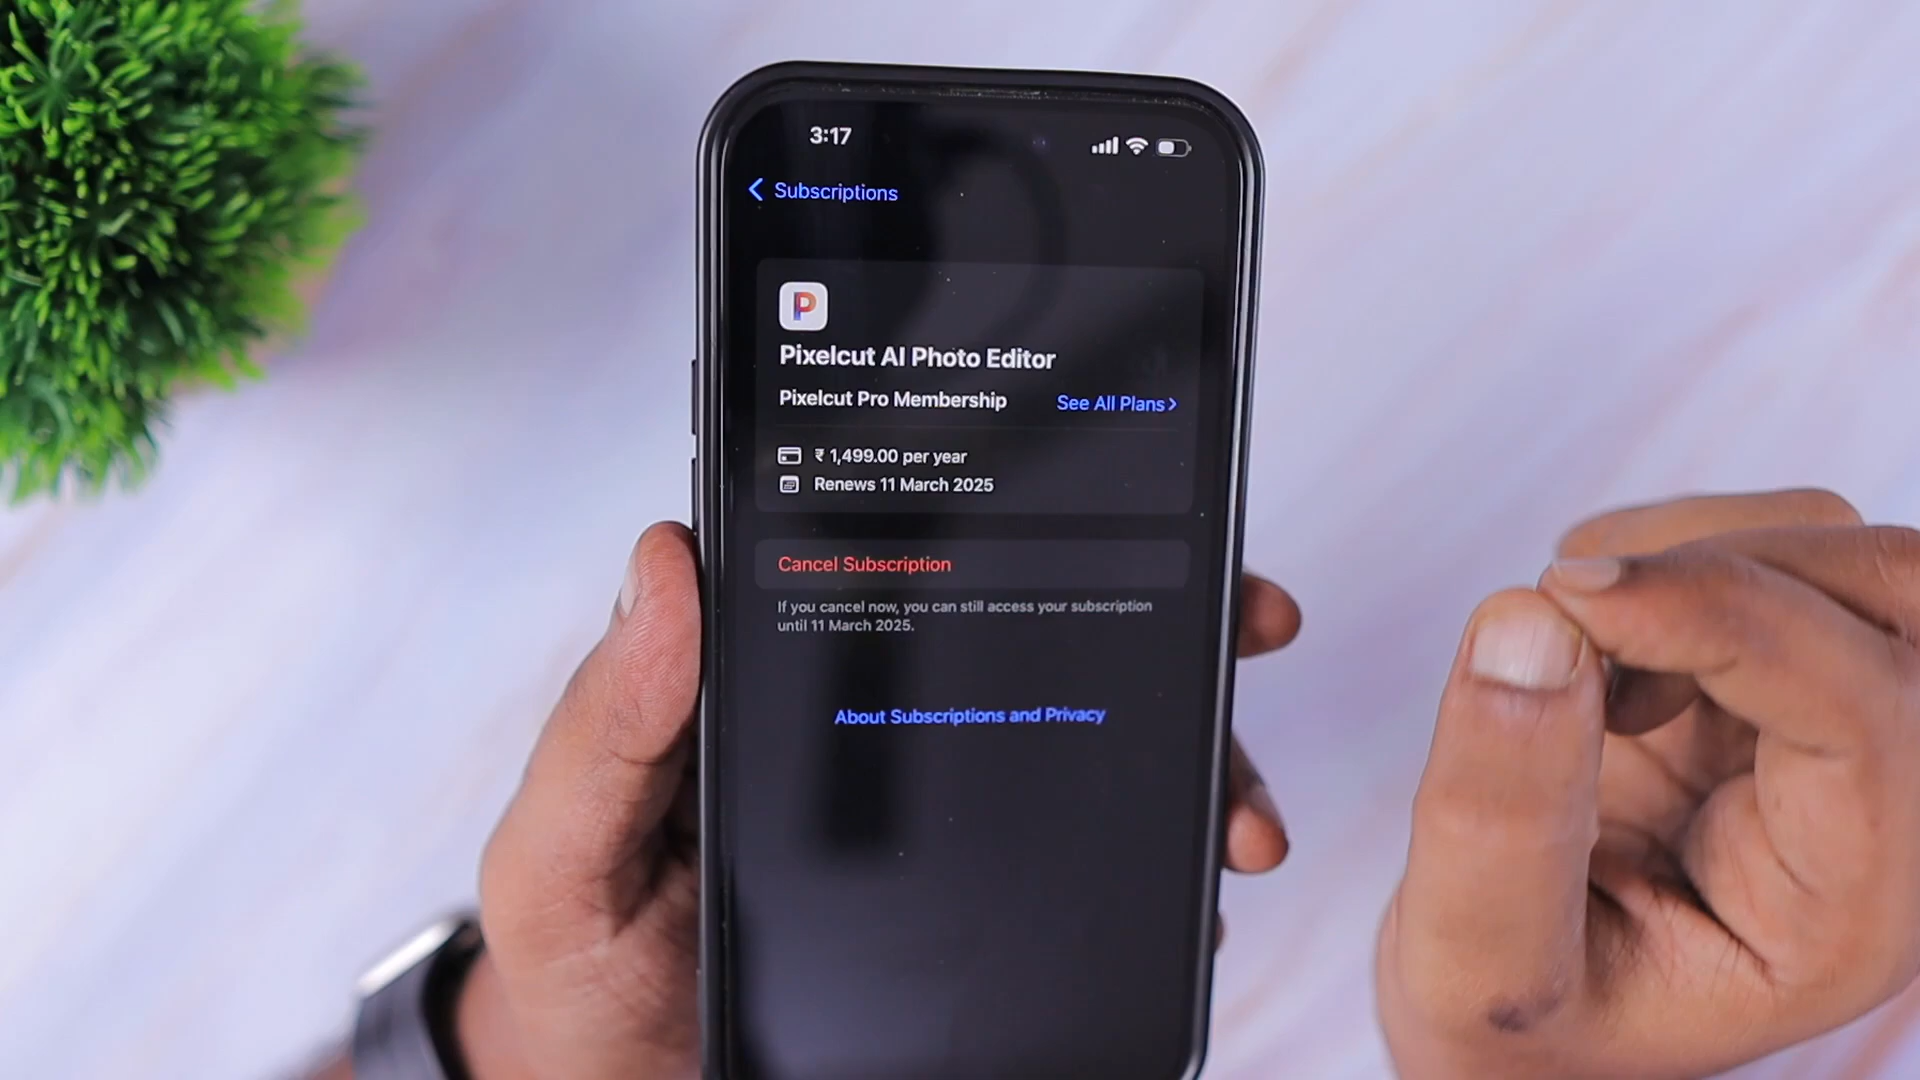 3:17
Subscriptions
P
Pixelcut AI Photo Editor
Pixelcut Pro Membership
See All Plans
₹ 1,499.00 per year
Renews 11 March 2025
Cancel Subscription
If you cancel now, you can still access your subscription
until 11 March 2025.
About Subscriptions and Privacy